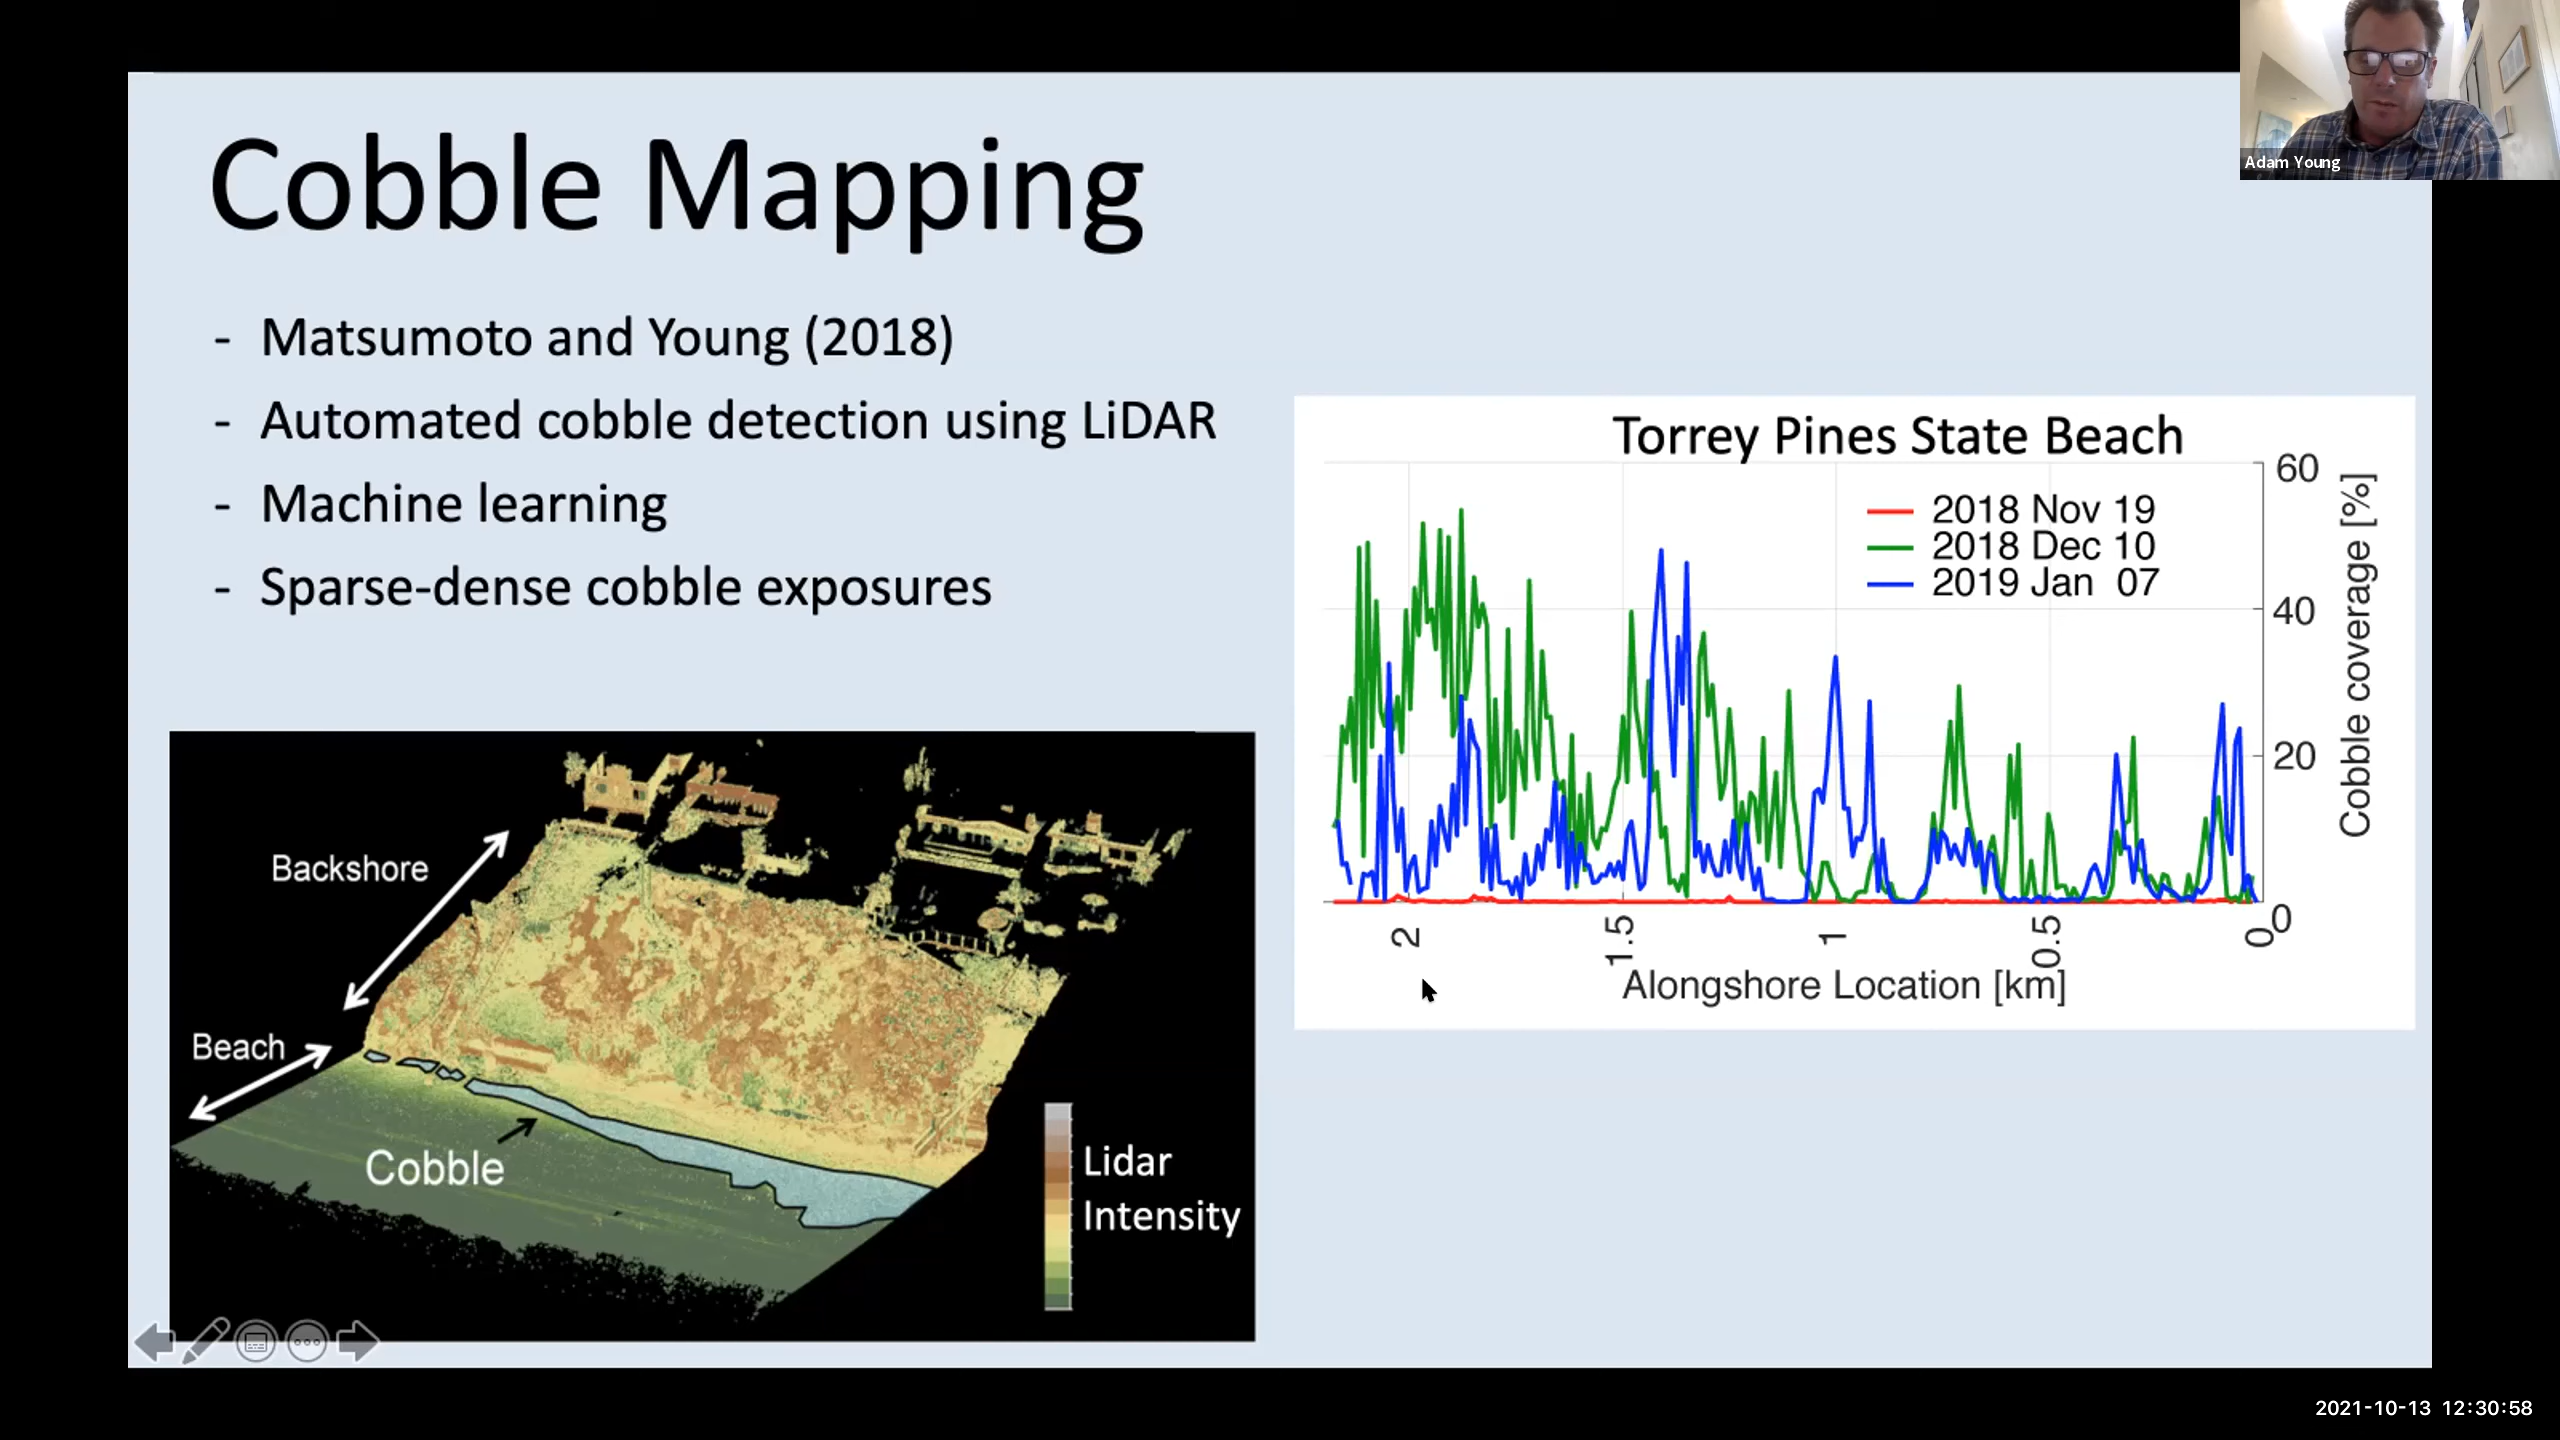 Adam Young
Cobble Mapping
- Matsumoto and Young (2018)
- Automated cobble detection using LiDAR
- Machine learning
- Sparse-dense cobble exposures
Torrey Pines State Beach
2018 Nov 19
2018 Dec 10
2019 Jan 07
60
40
20
0
Cobble coverage [%]
2
1.5
1
0.5
0
Alongshore Location [km]
Backshore
Beach
Cobble
Lidar
Intensity
2021-10-13 12:30:58